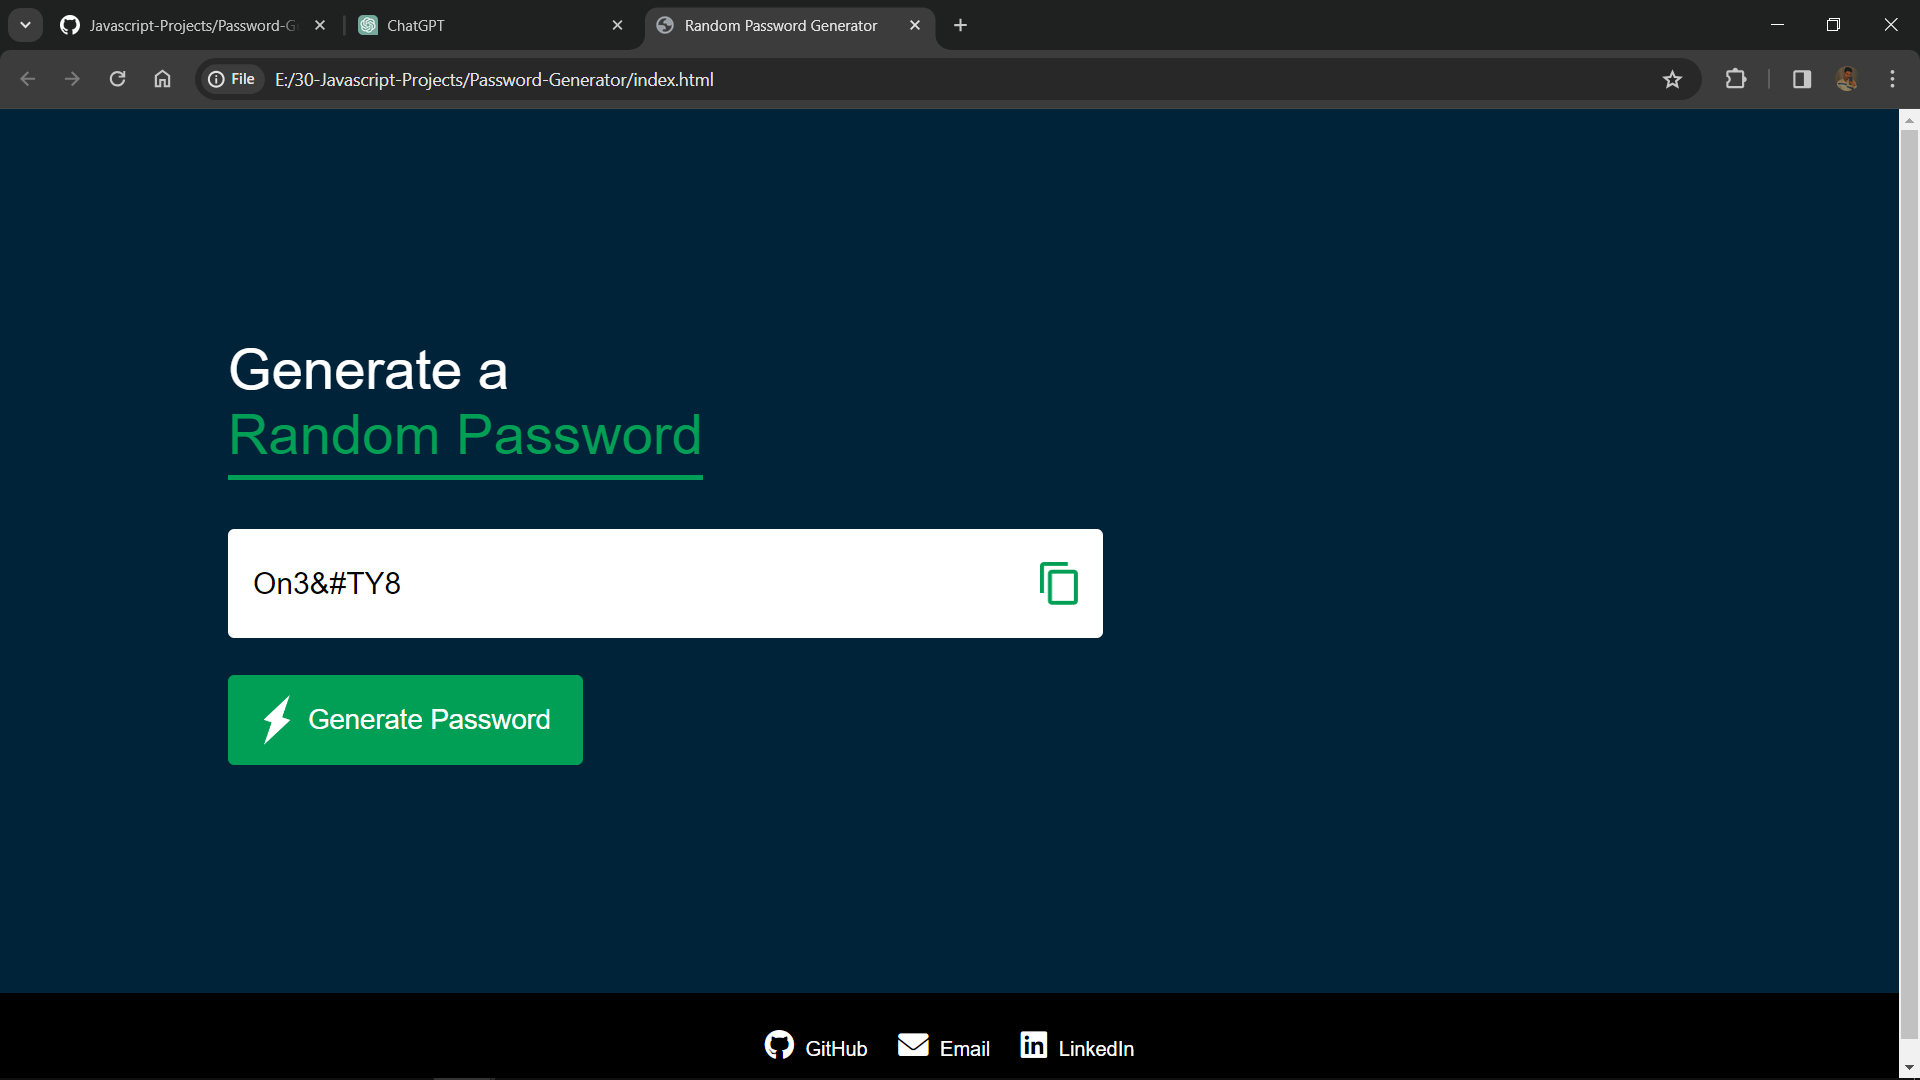 Javascript-Projects/Password-G
ChatGPT
Random Password Generator
File
E:/30-Javascript-Projects/Password-Generator/index.html
Generate a
Random Password
On3&#TY8
Generate Password
GitHub
Email
in LinkedIn